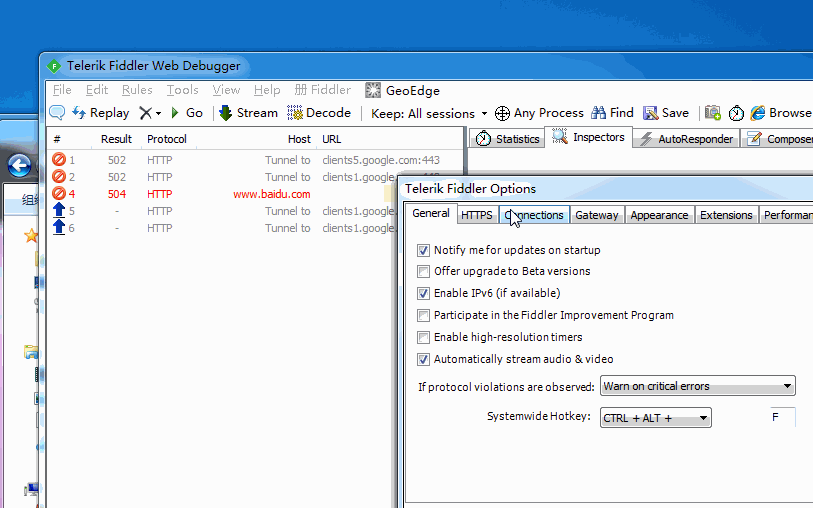 Telerik Fiddler Web Debugger
File Edit Rules Tools View Help 册 Fiddler GeoEdge
Replay Go Stream Decode Keep: All sessions Any Process Find Save Browse
# Result Protocol Host URL
Statistics Inspectors AutoResponder Composer
1 502 HTTP Tunnel to clients5.google.com:443
2 502 HTTP Tunnel to clients1.google.
4 504 HTTP www.baidu.com
5 - Tunnel to clients1.google.
6 - Tunnel to clients1.google.
组织
Telerik Fiddler Options
General HTTPS Connections Gateway Appearance Extensions Performan
Notify me for updates on startup
Offer upgrade to Beta versions
Enable IPv6 (if available)
Participate in the Fiddler Improvement Program
Enable high-resolution timers
Automatically stream audio & video
If protocol violations are observed: Warn on critical errors
Systemwide Hotkey: CTRL + ALT + F